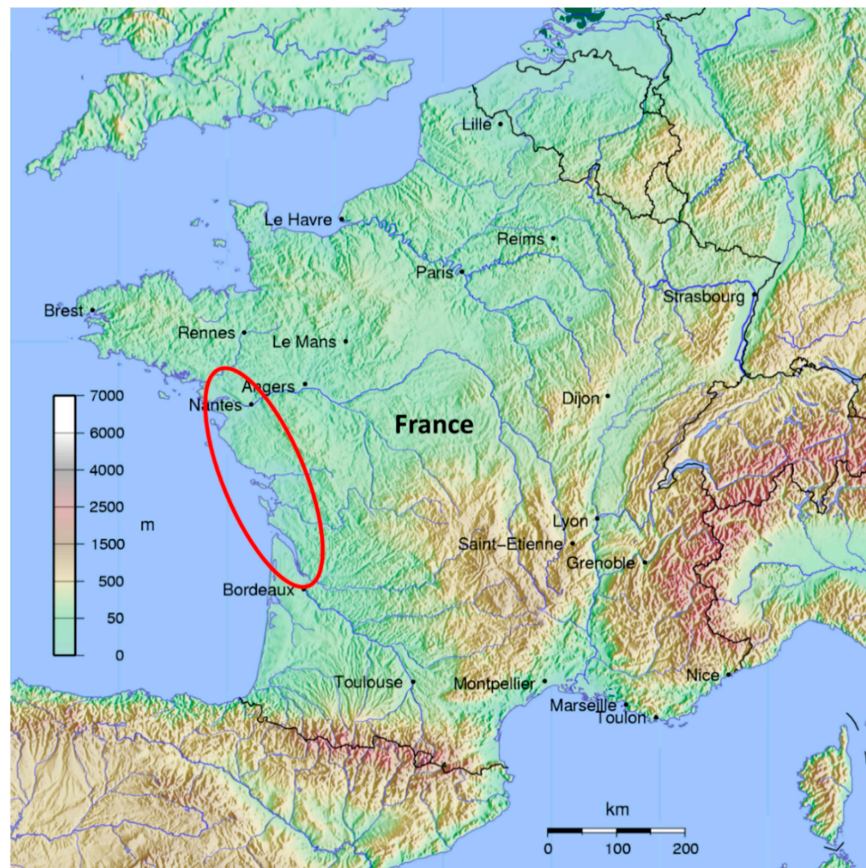 Lille
Le Havre
Reims
Paris
Strasbourg
Brest
Rennes
Le Mans
Angers
Nantes
Dijon
France
7000
6000
4000
2500
1500
500
50
0
m
Lyon
Saint-Etienne
Grenoble
Bordeaux
Toulouse
Montpellier
Nice
Marseille
Toulon
km
0 100 200